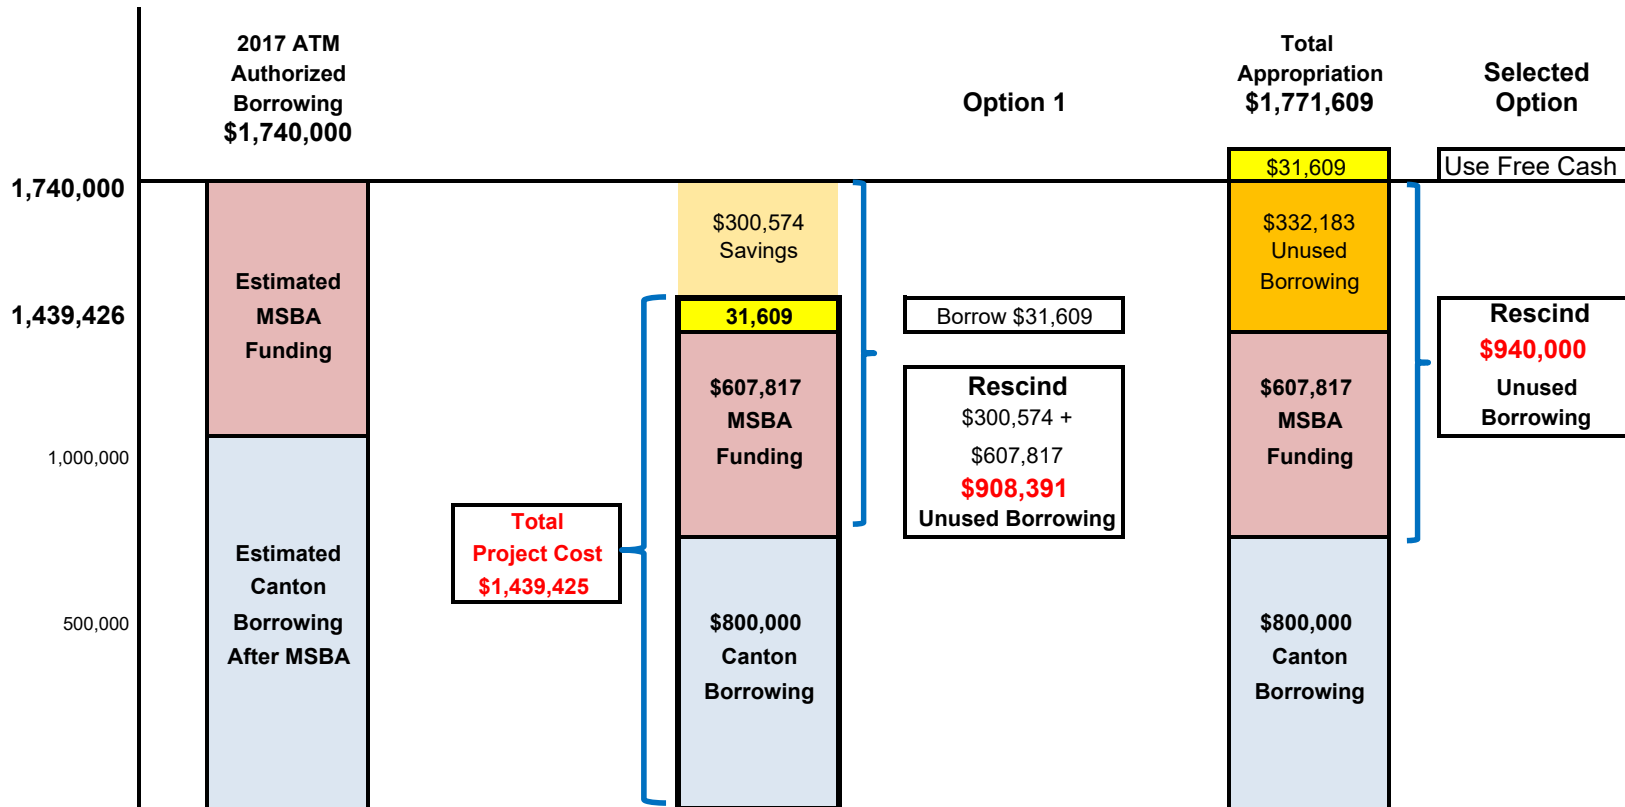 2017 ATM
Authorized
Borrowing
$1,740,000
Option 1
Total
Appropriation
$1,771,609
Selected
Option
1,740,000
1,439,426
1,000,000
500,000
Estimated
MSBA
Funding
Estimated
Canton
Borrowing
After MSBA
Total
Project Cost
$1,439,425
$300,574
Savings
31,609
$607,817
MSBA
Funding
$800,000
Canton
Borrowing
Borrow $31,609
Rescind
$300,574 +
$607,817
$908,391
Unused Borrowing
$31,609
$332,183
Unused
Borrowing
$607,817
MSBA
Funding
$800,000
Canton
Borrowing
Use Free Cash
Rescind
$940,000
Unused
Borrowing